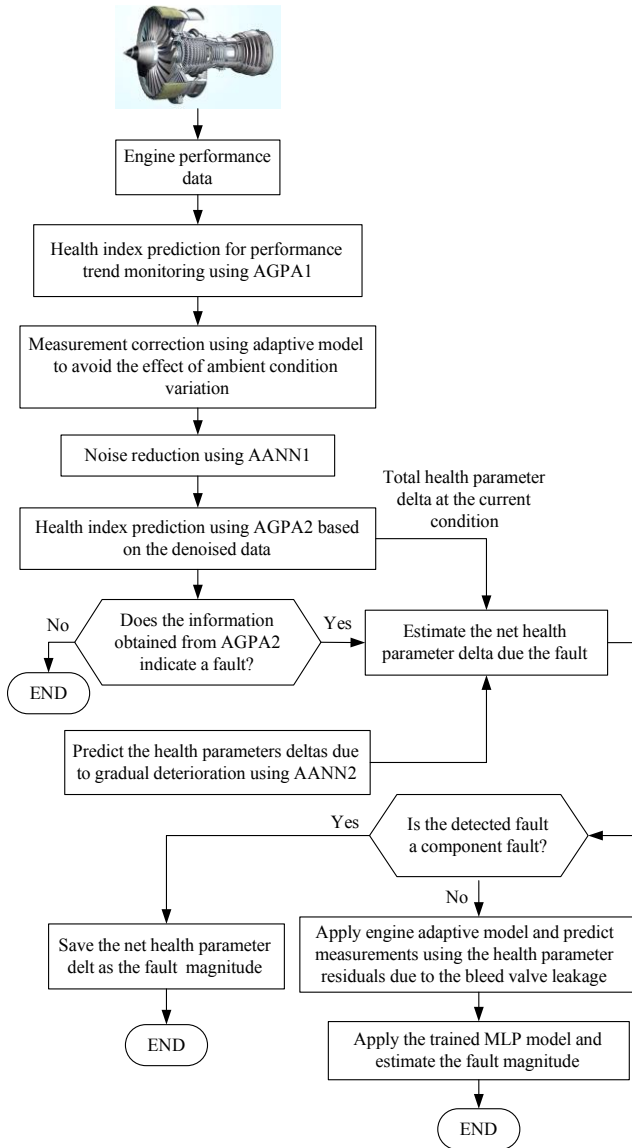 Engine performance
data
Health index prediction for performance
trend monitoring using AGPA1
Measurement correction using adaptive model
to avoid the effect of ambient condition
variation
Noise reduction using AANN1
Total health parameter
delta at the current
condition
Health index prediction using AGPA2 based
on the denoised data
No
Does the information
obtained from AGPA2
indicate a fault?
Yes
Estimate the net health
parameter delta due the fault
END
Predict the health parameters deltas due
to gradual deterioration using AANN2
Yes
Is the detected fault
a component fault?
No
Save the net health parameter
delt as the fault magnitude
Apply engine adaptive model and predict
measurements using the health parameter
residuals due to the bleed valve leakage
END
Apply the trained MLP model and
estimate the fault magnitude
END